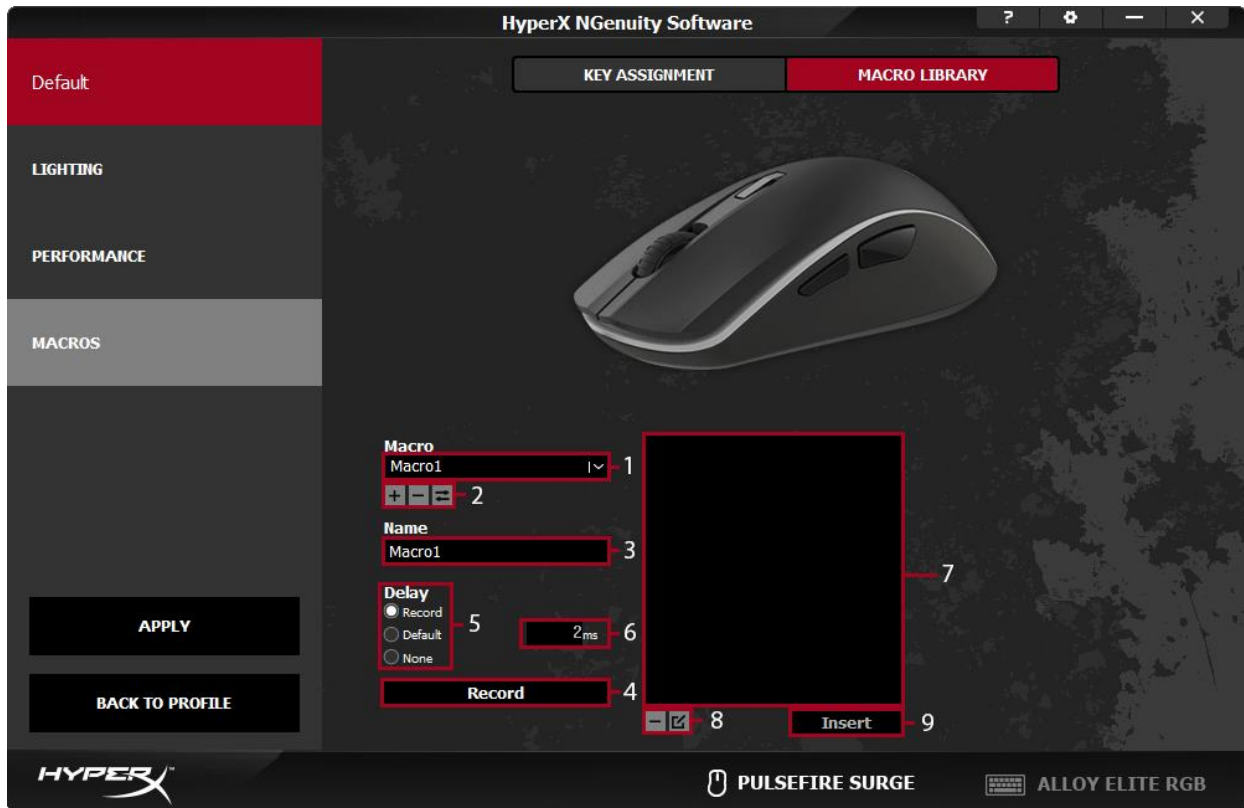 HyperX NGenuity Software
? 
Default
KEY ASSIGNMENT
MACRO LIBRARY
LIGHTING
PERFORMANCE
MACROS
Macro
Macro1
1
2
Name
Macro1
3
Delay
Record
Default
None
5
2ms
6
Record
4
7
8
Insert
9
APPLY
BACK TO PROFILE
HYPERX™
PULSEFIRE SURGE
ALLOY ELITE RGB